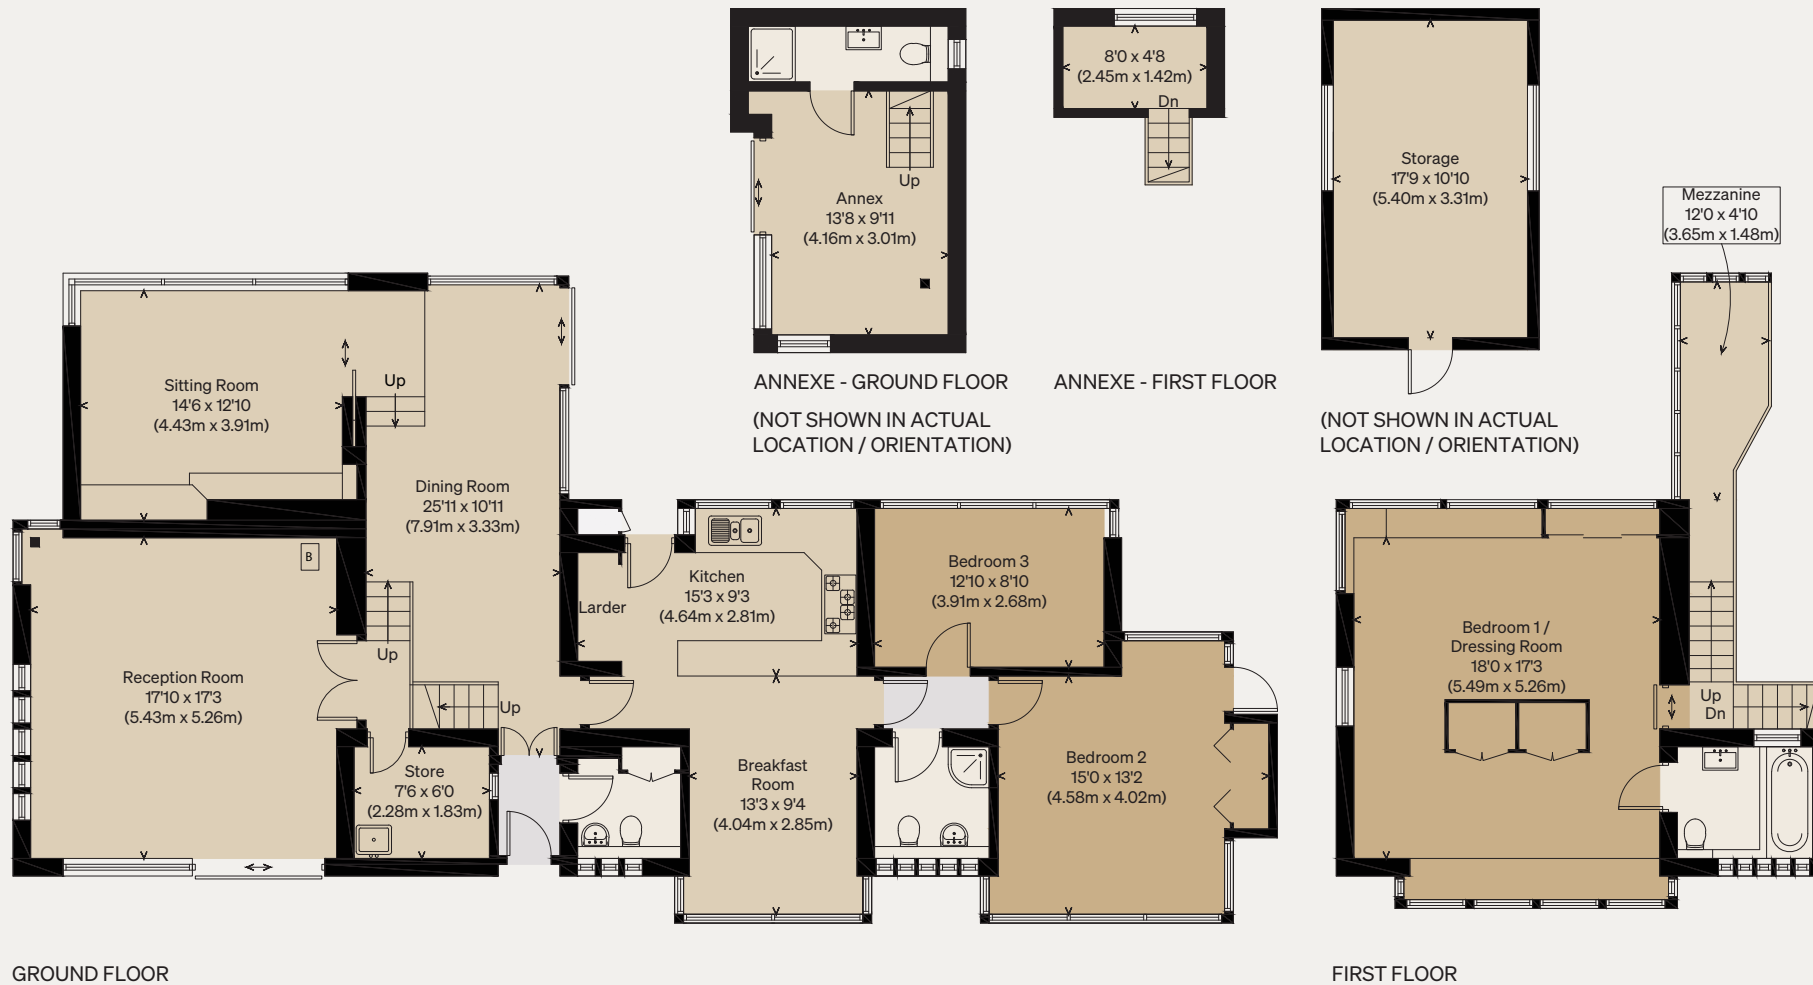 8'0 x 4'8
(2.45m x 1.42m)
Dn
Up
Annex
13'8 x 9'11
(4.16m x 3.01m)
Storage
17'9 x 10'10
(5.40m x 3.31m)
Mezzanine
12'0 x 4'10
(3.65m x 1.48m)
ANNEXE - GROUND FLOOR
(NOT SHOWN IN ACTUAL
LOCATION / ORIENTATION)
ANNEXE - FIRST FLOOR
(NOT SHOWN IN ACTUAL
LOCATION / ORIENTATION)
Sitting Room
14'6 x 12'10
(4.43m x 3.91m)
Up
Dining Room
25'11 x 10'11
(7.91m x 3.33m)
B
Kitchen
15'3 x 9'3
(4.64m x 2.81m)
Larder
Bedroom 3
12'10 x 8'10
(3.91m x 2.68m)
Bedroom 1 /
Dressing Room
18'0 x 17'3
(5.49m x 5.26m)
Up
Dn
Reception Room
17'10 x 17'3
(5.43m x 5.26m)
Up
Up
Store
7'6 x 6'0
(2.28m x 1.83m)
Breakfast
Room
13'3 x 9'4
(4.04m x 2.85m)
Bedroom 2
15'0 x 13'2
(4.58m x 4.02m)
GROUND FLOOR
FIRST FLOOR